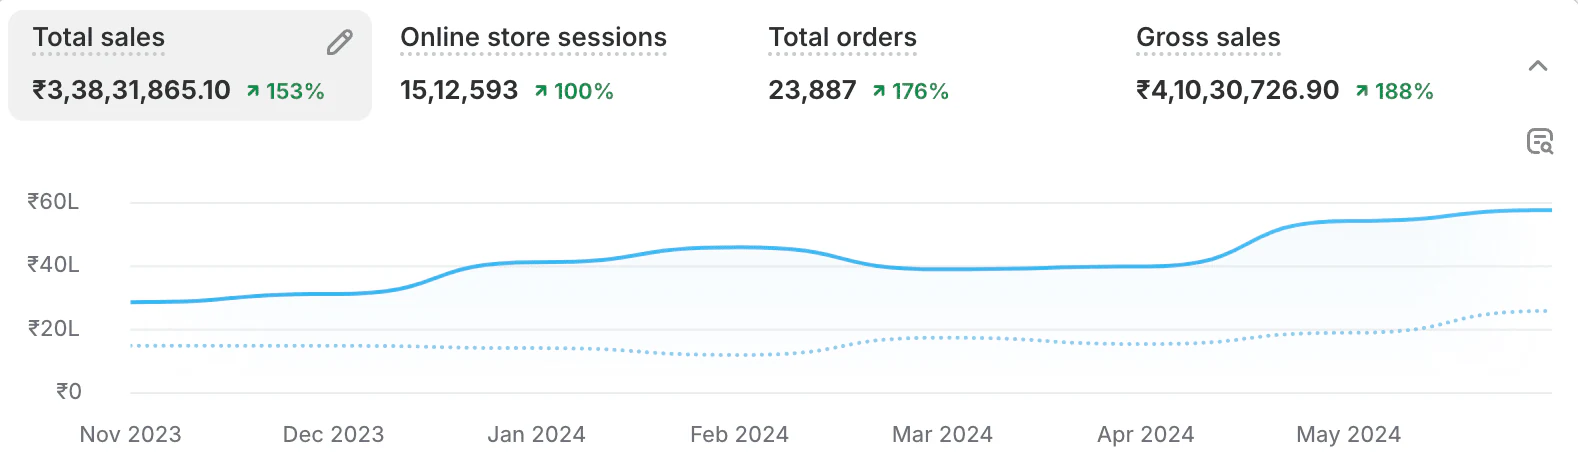 Total sales
₹3,38,31,865.10 153%
Online store sessions
15,12,593 100%
Total orders
23,887 176%
Gross sales
₹4,10,30,726.90 188%
₹60L
₹40L
₹20L
₹0
Nov 2023 Dec 2023 Jan 2024 Feb 2024 Mar 2024 Apr 2024 May 2024